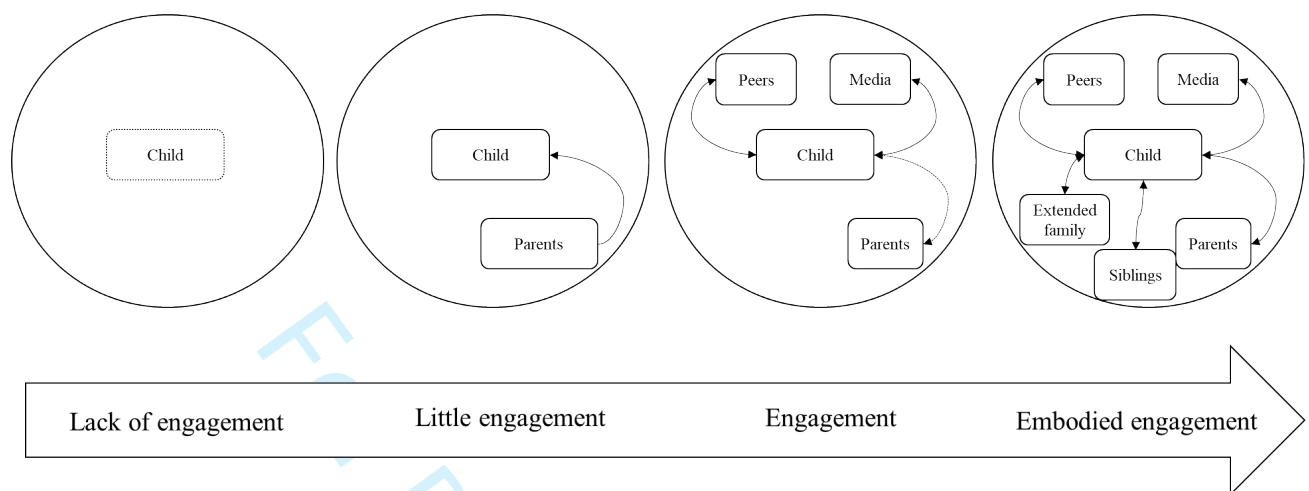 Child
Child
Parents
Peers
Media
Child
Parents
Peers
Media
Child
Extended
family
Siblings
Parents
Lack of engagement
Little engagement
Engagement
Embodied engagement